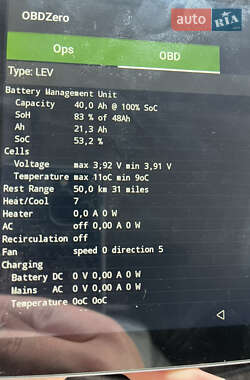 OBDZero
auto RIA
Ops OBD
Type: LEV
Battery Management Unit
Capacity 40,0 Ah @ 100% SoC
SoH 83 % of 48Ah
Ah 21,3 Ah
SoC 53,2 %
Cells
Voltage max 3,92 V min 3,91 V
Temperature max 11oC min 9oC
Rest Range 50,0 km 31 miles
Heat/Cool 7
Heater 0,0 A 0 W
AC off 0,00 A 0 W
Recirculation off
Fan speed 0 direction 5
Charging
Battery DC 0 V 0,00 A 0 W
Mains AC 0 V 0,00 A 0 W
Temperature 0oC 0oC